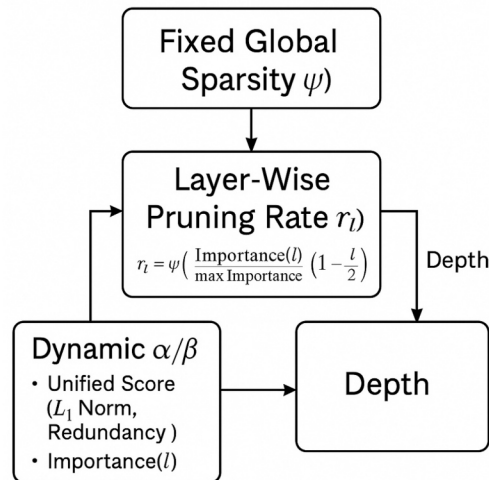 Fixed Global
Sparsity ψ)
Layer-Wise
Pruning Rate r_l)
r_l = ψ( Importance(l) / max Importance (1 − l/2)
Depth
Dynamic α/β
• Unified Score
(L₁ Norm,
Redundancy )
• Importance(l)
Depth